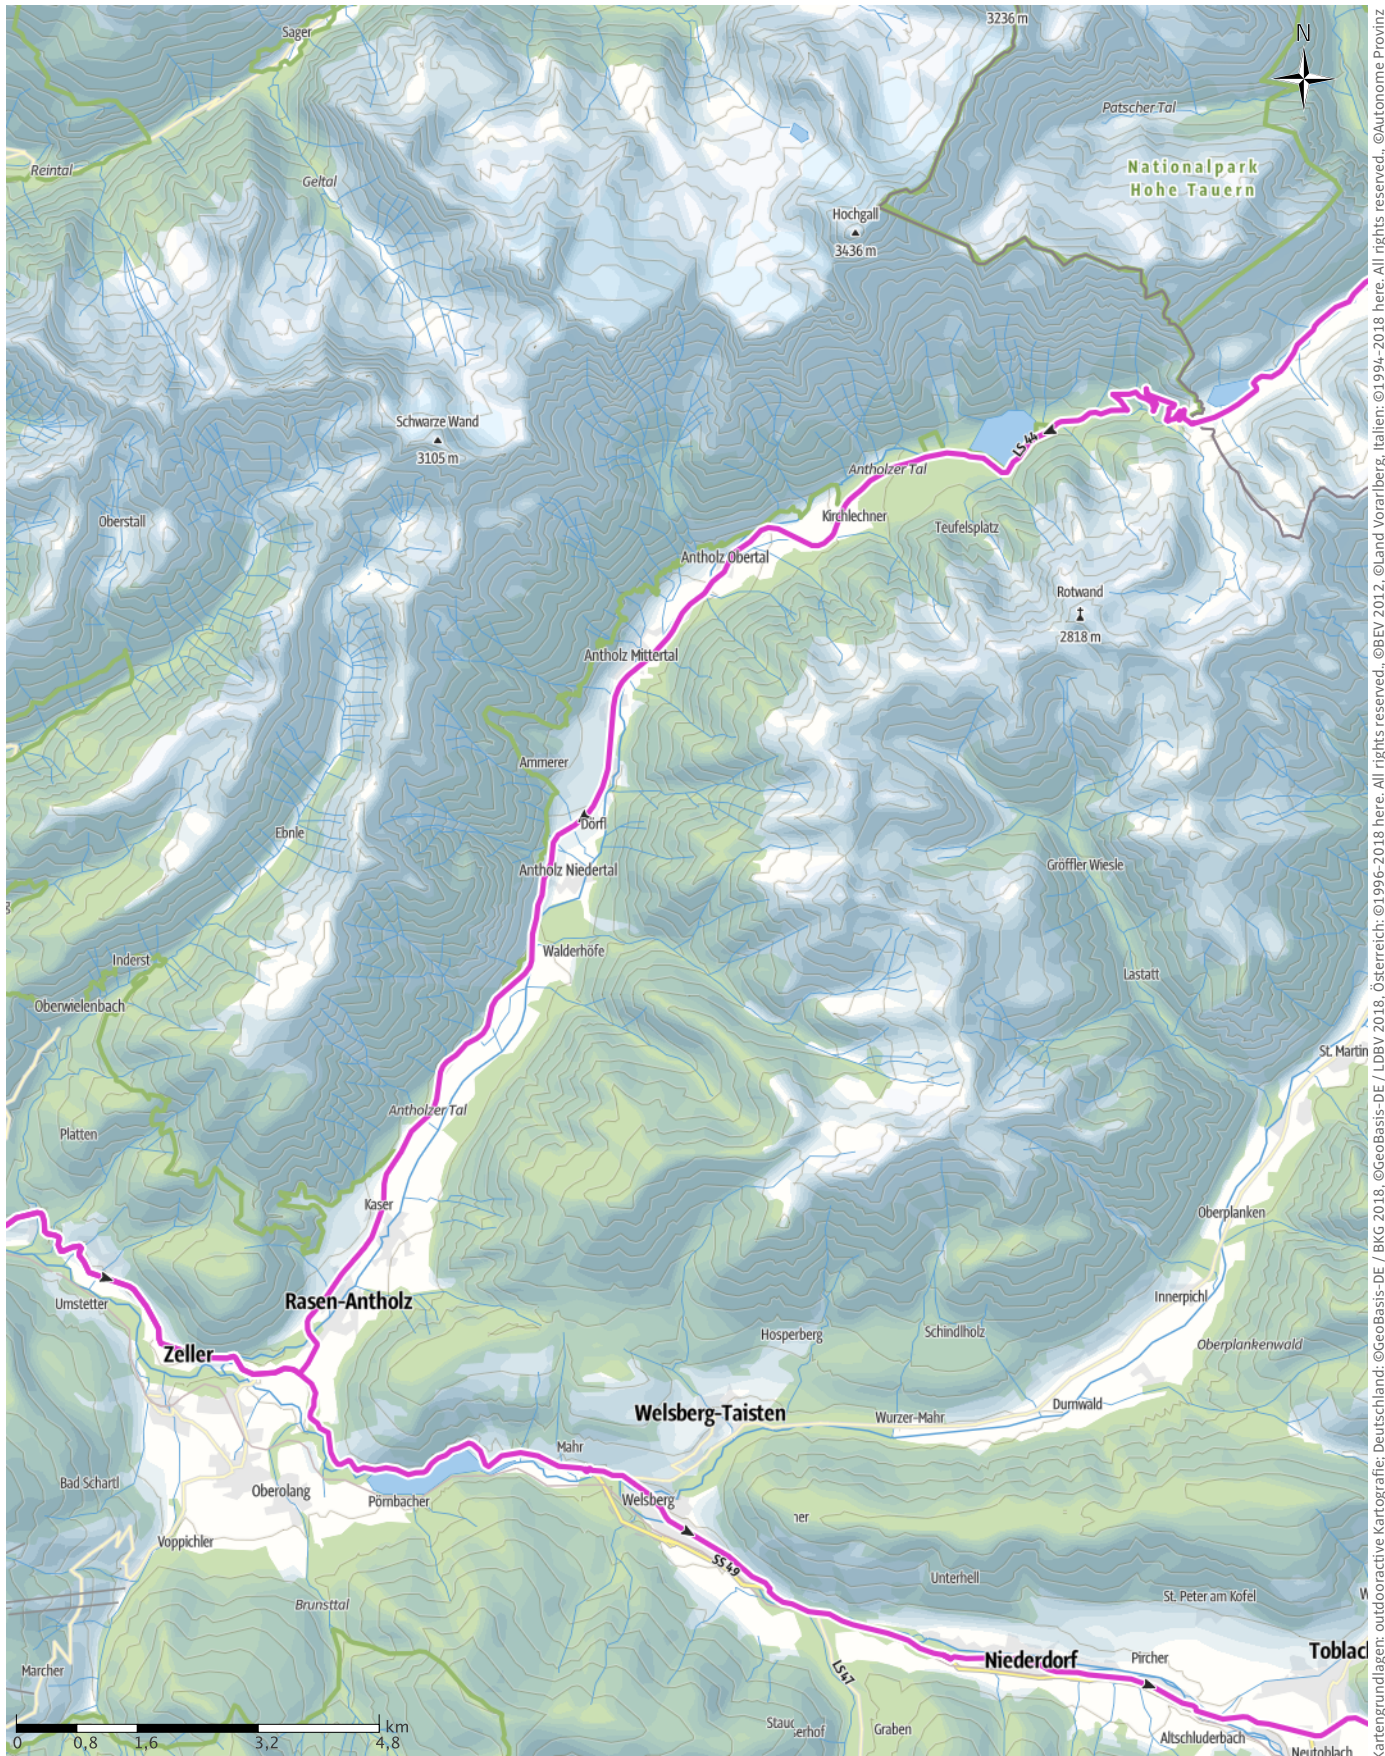 3236 m
Sager
N
Patscher Tal
Reintal
Nationalpark
Hohe Tauern
Geltal
Hochgall
3436 m
Schwarze Wand
3105 m
LS 44
Antholzer Tal
Kirchlechner
Oberstall
Teufelsplatz
Antholz Obertal
Rotwand
2818 m
Antholz Mittertal
Ammerer
Dörfl
Ebnle
Antholz Niedertal
Gröffler Wiesle
g
Walderhöfe
Inderst
Lastatt
Oberwielenbach
St. Martin
Antholzer Tal
Platten
Kaser
Oberplanken
Umstetter
Rasen-Antholz
Innerpichl
Hosperberg
Schindlholz
Oberplankenwald
Zeller
Welsberg-Taisten
Wurzer-Mahr
Durnwald
Mahr
Bad Schartl
Oberolang
Pörnbacher
Welsberg
ner
Voppichler
SS 49
Unterhell
St. Peter am Kofel
W
Brunsttal
Niederdorf
Toblac
Pircher
Marcher
LS 47
Stauc
serhof
Graben
Altschluderbach
Neutoblach
km
0 0,8 1,6 3,2 4,8
artengrundlagen: outdooractive Kartografie; Deutschland: ©GeoBasis-DE / BKG 2018, ©GeoBasis-DE / LDBV 2018, Österreich: ©1996-2018 here. All rights reserved., ©BEV 2012, ©Land Vorarlberg, Italien: ©1994-2018 here. All rights reserved., ©Autonome Provinz